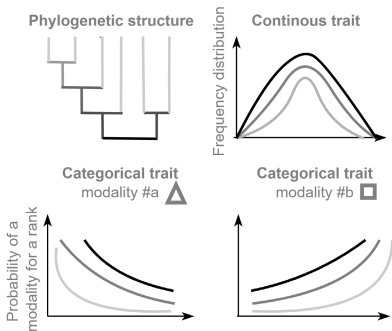 Phylogenetic structure
Continous trait
Frequency distribution
Categorical trait
modality #a
Categorical trait
modality #b
Probability of a
modality for a rank